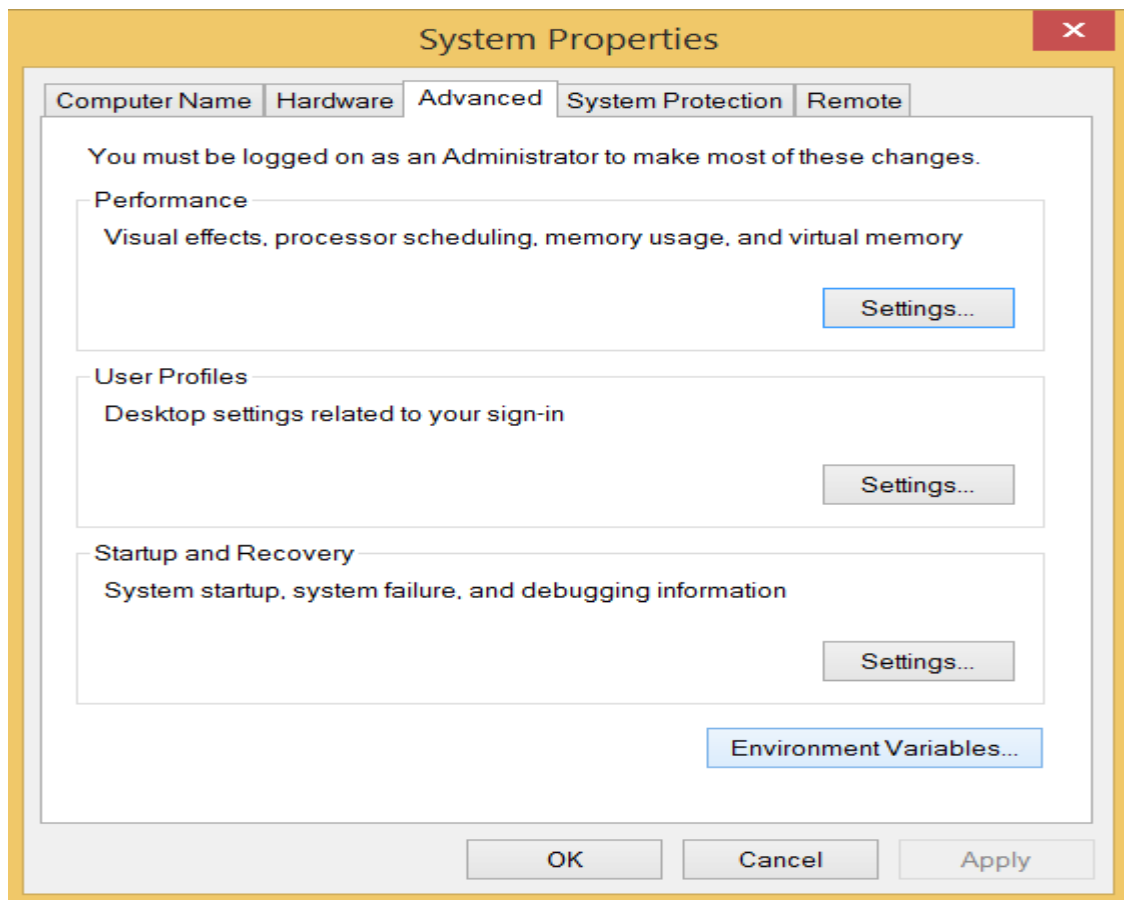 System Properties
Computer Name Hardware Advanced System Protection Remote
You must be logged on as an Administrator to make most of these changes.
Performance
Visual effects, processor scheduling, memory usage, and virtual memory
Settings...
User Profiles
Desktop settings related to your sign-in
Settings...
Startup and Recovery
System startup, system failure, and debugging information
Settings...
Environment Variables...
OK Cancel Apply